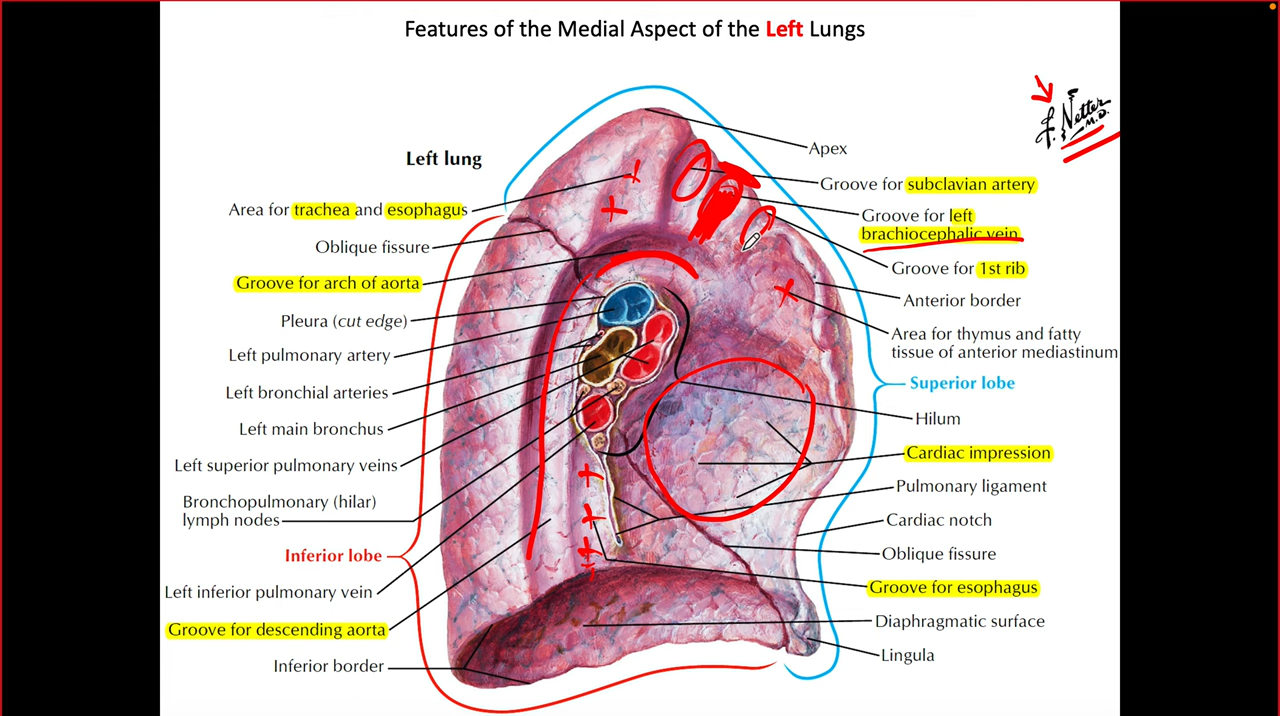 Features of the Medial Aspect of the Left Lungs
f. Netter
M.D.
Left lung
Area for trachea and esophagus
Oblique fissure
Groove for arch of aorta
Pleura (cut edge)
Left pulmonary artery
Left bronchial arteries
Left main bronchus
Left superior pulmonary veins
Bronchopulmonary (hilar)
lymph nodes
Inferior lobe
Left inferior pulmonary vein
Groove for descending aorta
Inferior border
Apex
Groove for subclavian artery
Groove for left
brachiocephalic vein
Groove for 1st rib
Anterior border
Area for thymus and fatty
tissue of anterior mediastinum
Superior lobe
Hilum
Cardiac impression
Pulmonary ligament
Cardiac notch
Oblique fissure
Groove for esophagus
Diaphragmatic surface
Lingula